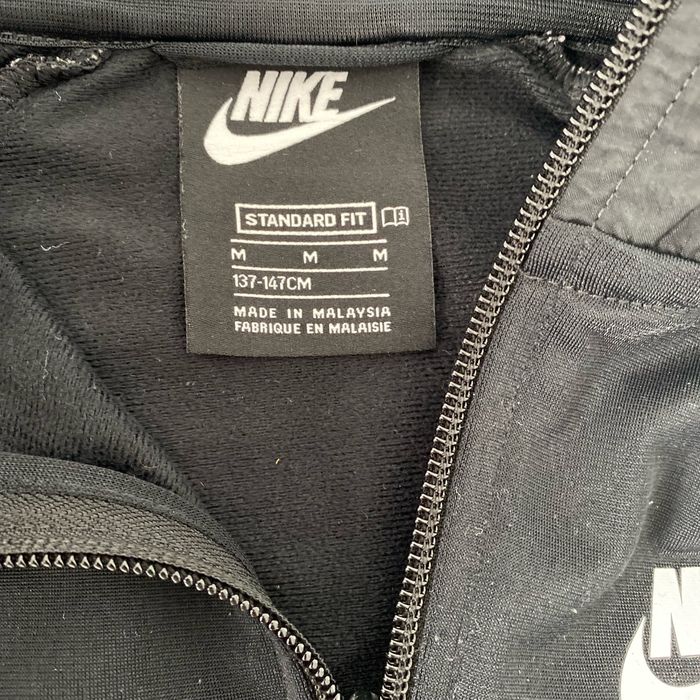 NIKE
STANDARD FIT
M M M
137-147CM
MADE IN MALAYSIA
FABRIQUE EN MALAISIE
N